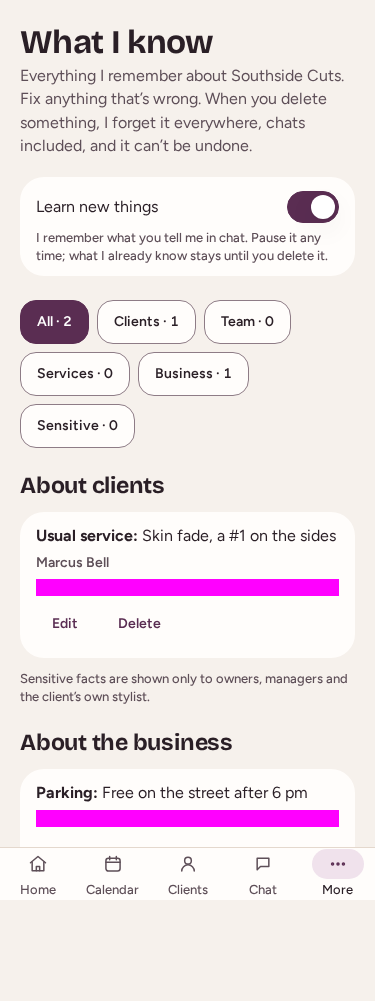 What I know
Everything I remember about Southside Cuts.
Fix anything that’s wrong. When you delete
something, I forget it everywhere, chats
included, and it can’t be undone.
Learn new things
I remember what you tell me in chat. Pause it any
time; what I already know stays until you delete it.
All · 2
Clients · 1
Team · 0
Services · 0
Business · 1
Sensitive · 0
About clients
Usual service: Skin fade, a #1 on the sides
Marcus Bell
Edit
Delete
Sensitive facts are shown only to owners, managers and
the client’s own stylist.
About the business
Parking: Free on the street after 6 pm
Home
Calendar
Clients
Chat
More